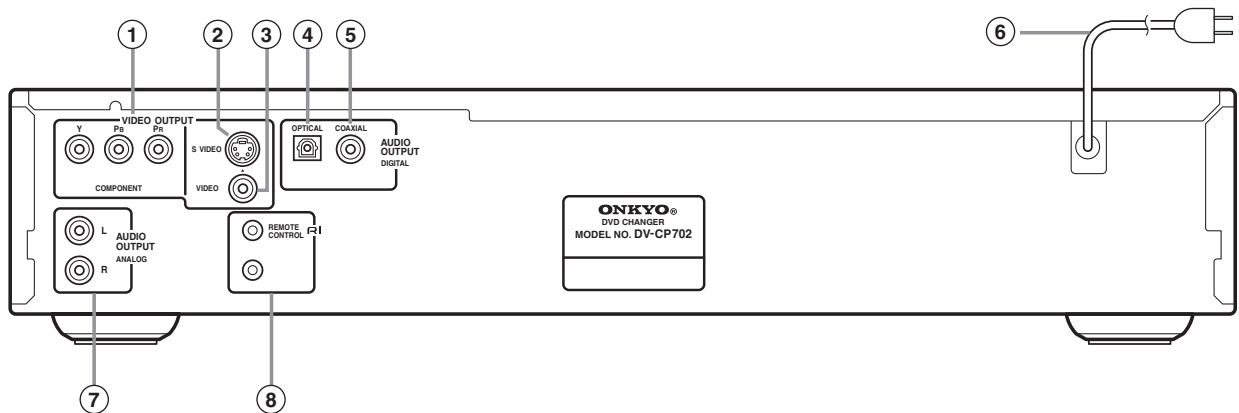 1 2 3 4 5 6
VIDEO OUTPUT
Y PB PR
COMPONENT
S VIDEO
VIDEO
OPTICAL COAXIAL
AUDIO
OUTPUT
DIGITAL
L
R
AUDIO
OUTPUT
ANALOG
REMOTE
CONTROL RI
ONKYO®
DVD CHANGER
MODEL NO. DV-CP702
7 8